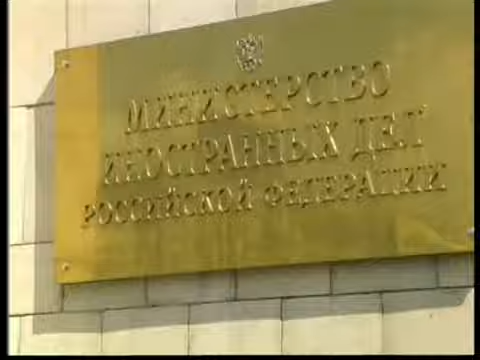 МИНИСТЕРСТВО
ИНОСТРАННЫХ ДЕЛ
РОССИЙСКОЙ ФЕДЕРАЦИИ